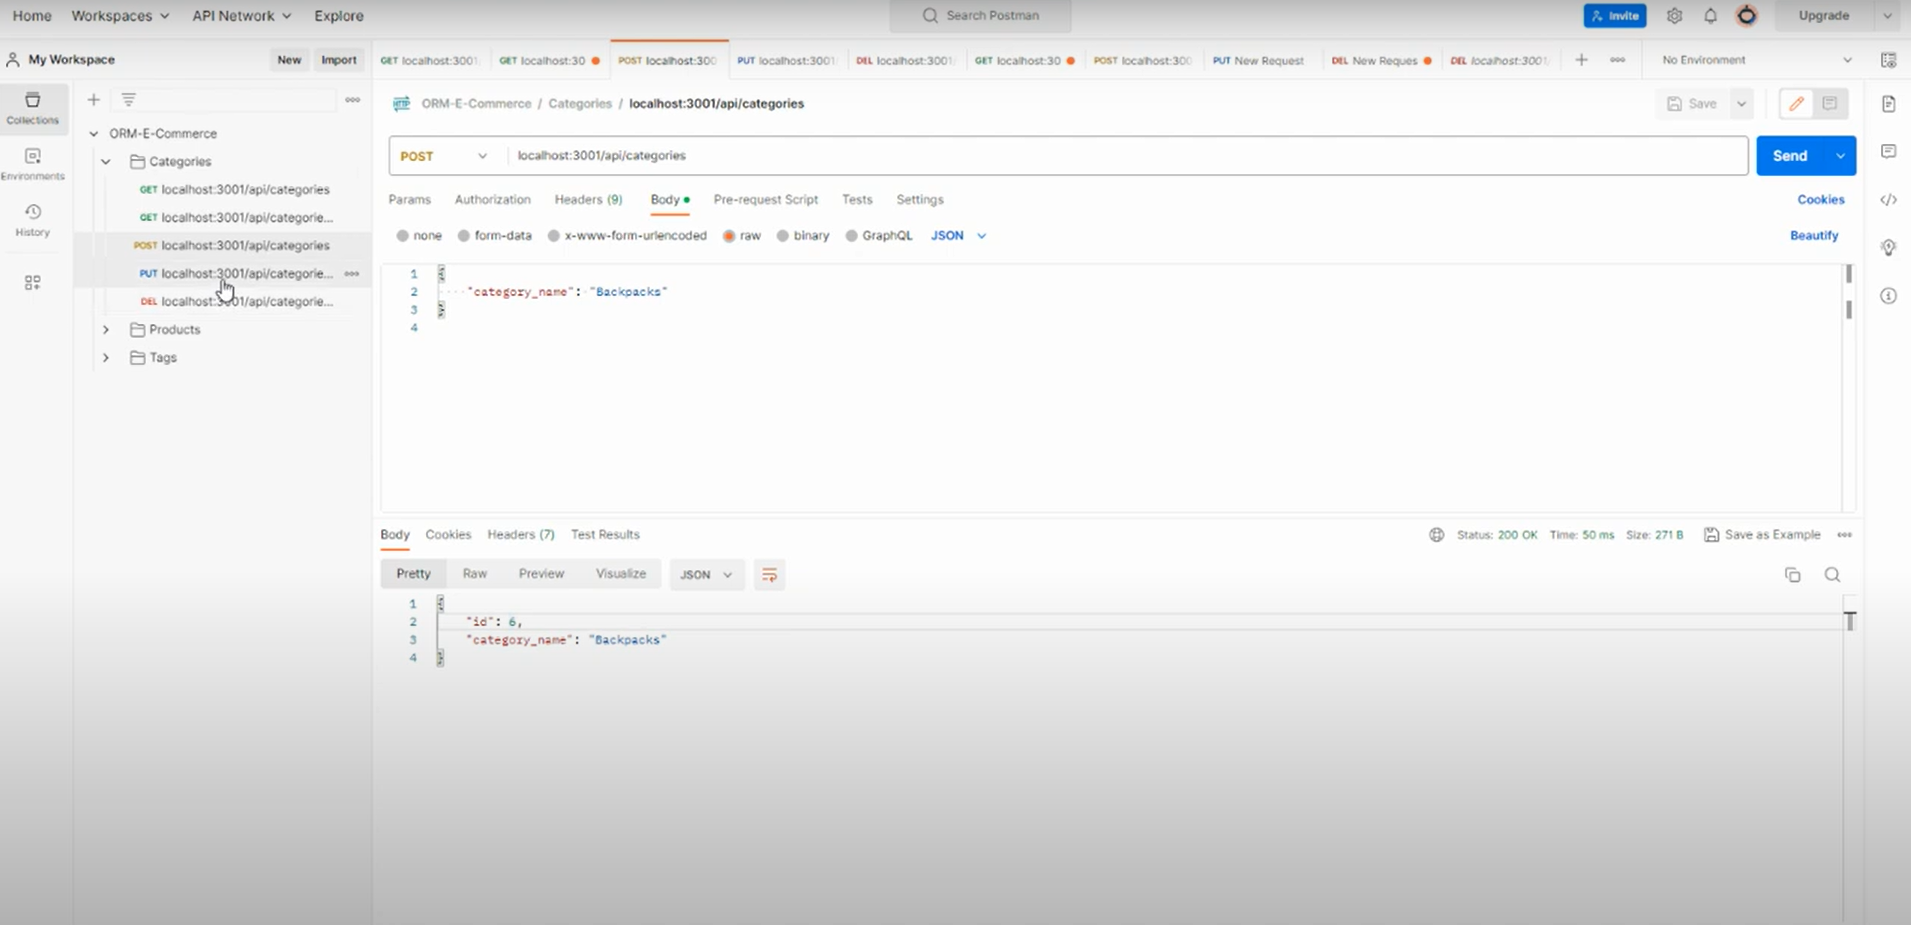 Home Workspaces API Network Explore Search Postman Invite Upgrade
My Workspace New Import GET localhost:3001 GET localhost:30 POST localhost:300 PUT localhost:3001 DEL localhost:3001/ GET localhost:30 POST localhost:300 PUT New Request DEL New Reques DEL localhost:3001/ No Environment
Collections
Environments
History
ORM-E-Commerce
Categories
GET localhost:3001/api/categories
GET localhost:3001/api/categorie...
POST localhost:3001/api/categories
PUT localhost:3001/api/categorie...
DEL localhost:3001/api/categorie...
Products
Tags
HTTP ORM-E-Commerce / Categories / localhost:3001/api/categories Save
POST localhost:3001/api/categories Send
Params Authorization Headers (9) Body Pre-request Script Tests Settings Cookies
none form-data x-www-form-urlencoded raw binary GraphQL JSON Beautify
1 {
2 "category_name": "Backpacks"
3 }
4
Body Cookies Headers (7) Test Results Status: 200 OK Time: 50 ms Size: 271 B Save as Example
Pretty Raw Preview Visualize JSON
1 {
2 "id": 6,
3 "category_name": "Backpacks"
4 }